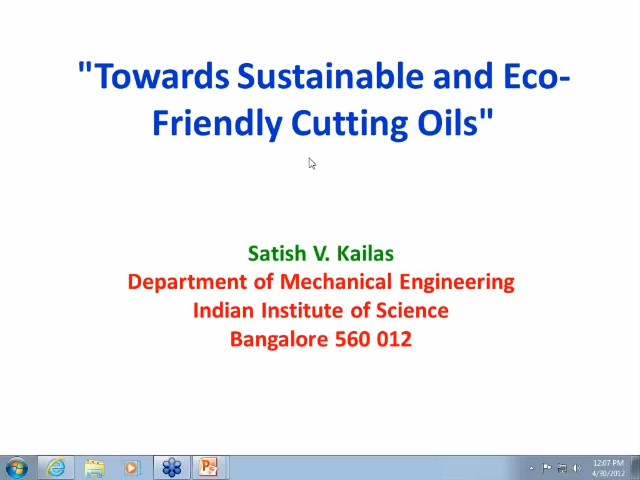 "Towards Sustainable and Eco-
Friendly Cutting Oils"
Satish V. Kailas
Department of Mechanical Engineering
Indian Institute of Science
Bangalore 560 012
12:07 PM
4/30/2012